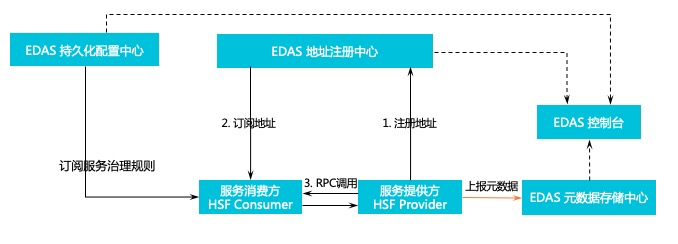 EDAS 持久化配置中心
EDAS 地址注册中心
2. 订阅地址
1. 注册地址
EDAS 控制台
订阅服务治理规则
服务消费方
HSF Consumer
3. RPC调用
服务提供方
HSF Provider
上报元数据
EDAS 元数据存储中心